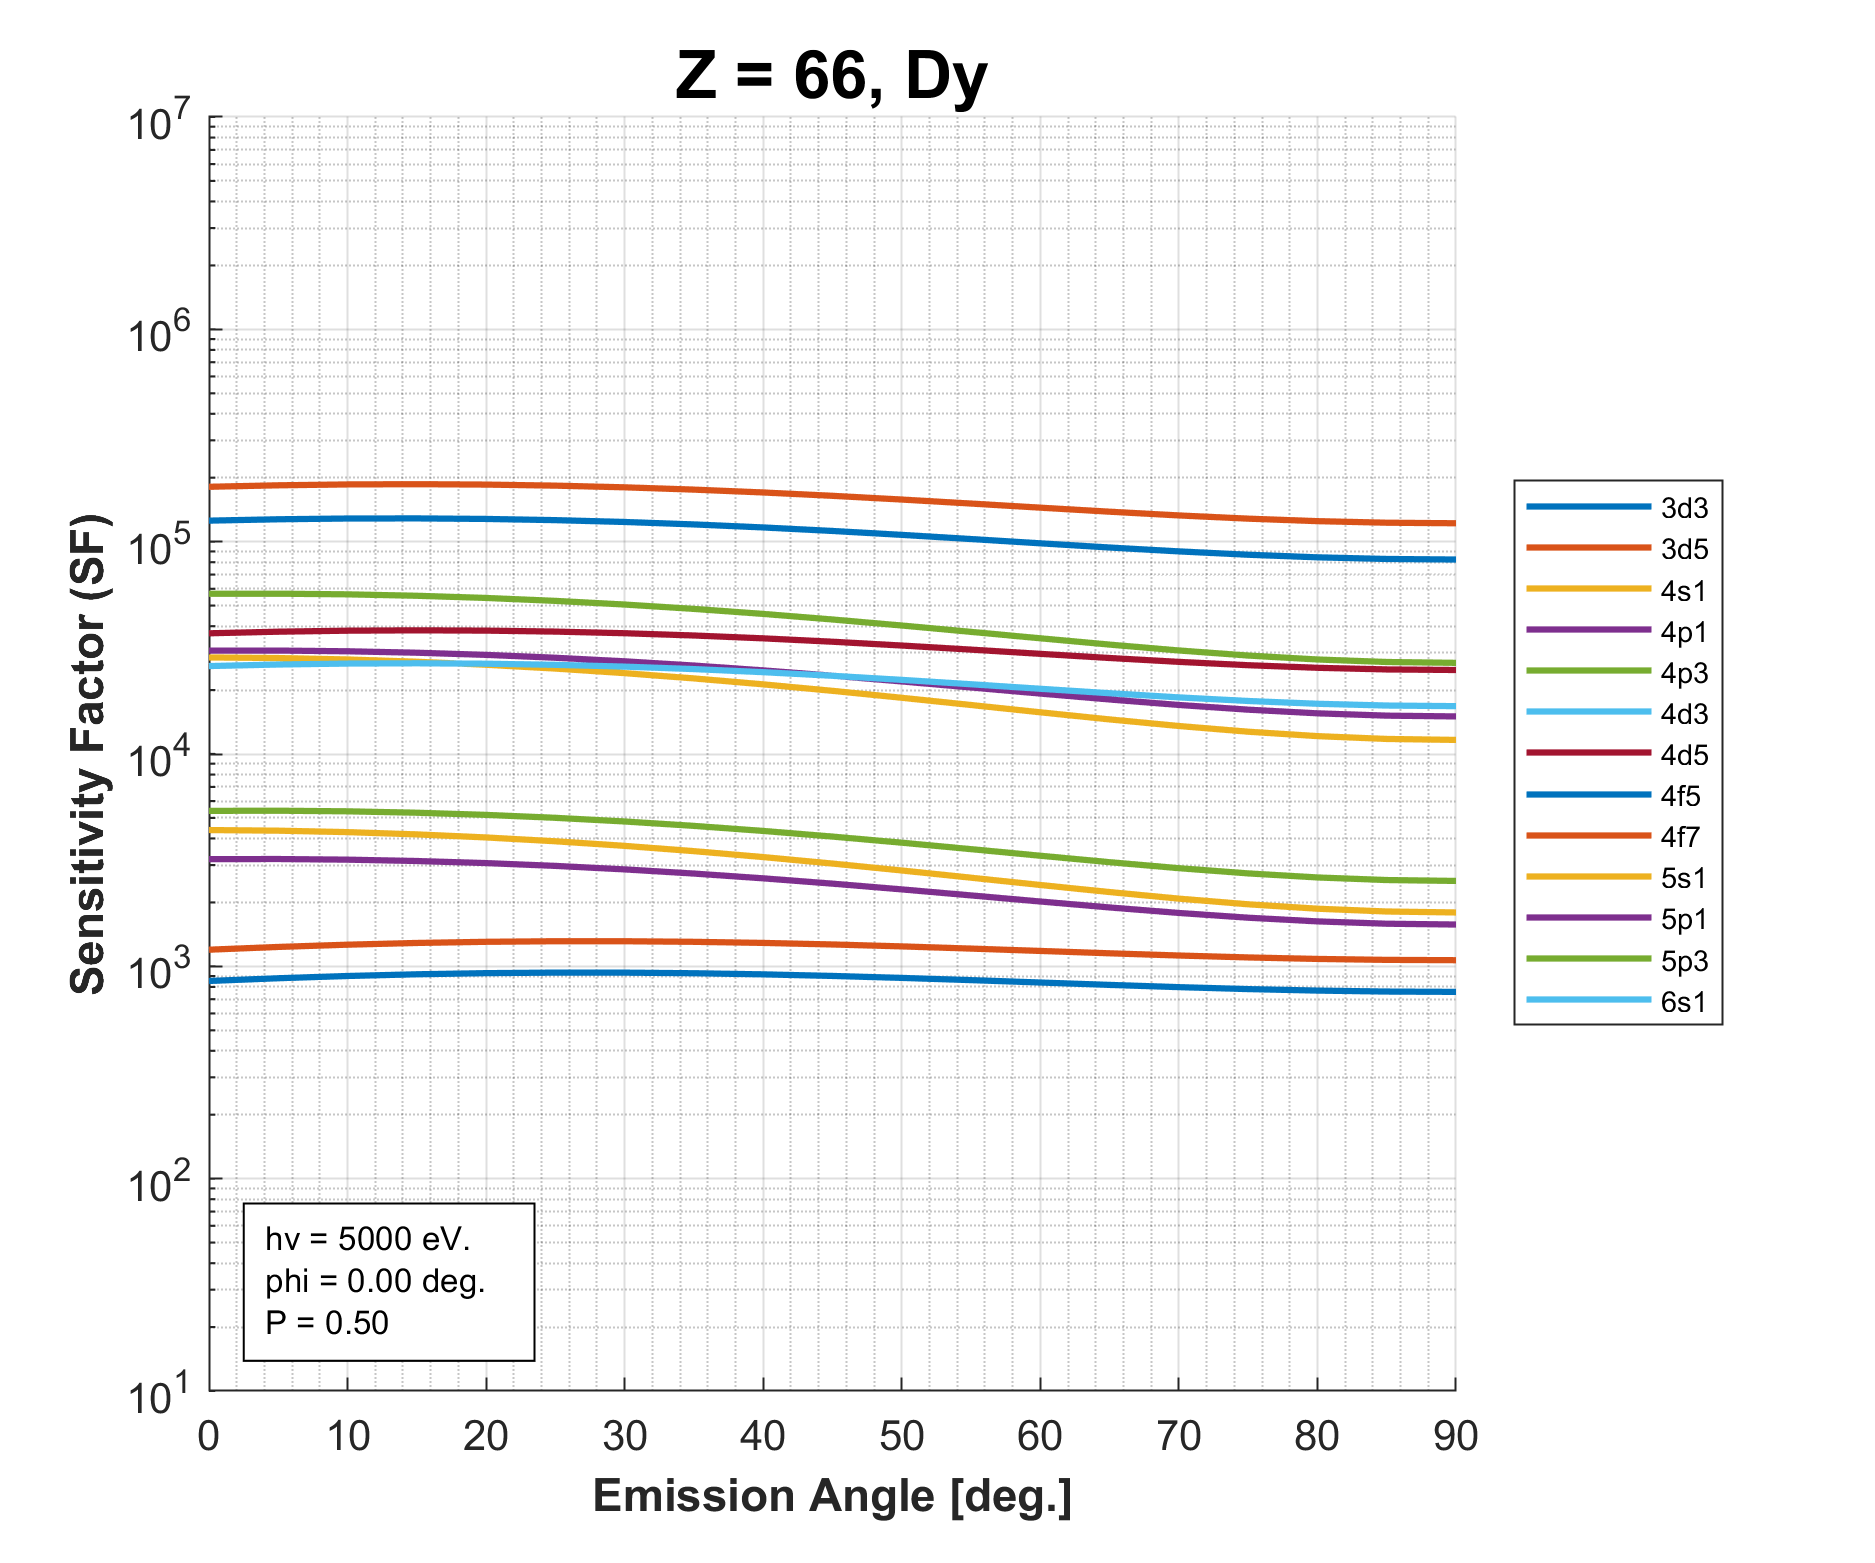 Z = 66, Dy
10^7
10^6
10^5
10^4
10^3
10^2
10^1
Sensitivity Factor (SF)
0 10 20 30 40 50 60 70 80 90
Emission Angle [deg.]
hv = 5000 eV.
phi = 0.00 deg.
P = 0.50
3d3
3d5
4s1
4p1
4p3
4d3
4d5
4f5
4f7
5s1
5p1
5p3
6s1